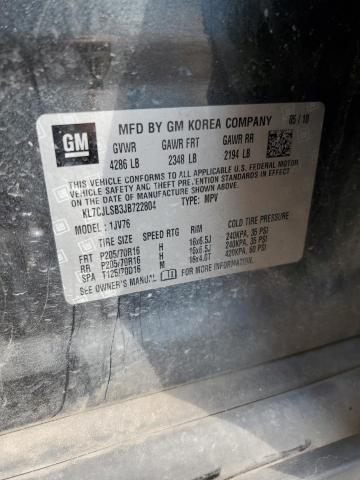 GM
MFD BY GM KOREA COMPANY 05/18
GVWR GAWR FRT GAWR RR
4286 LB 2348 LB 2194 LB
THIS VEHICLE CONFORMS TO ALL APPLICABLE U.S. FEDERAL MOTOR
VEHICLE SAFETY AND THEFT PREVENTION STANDARDS IN EFFECT ON THE
DATE OF MANUFACTURE SHOWN ABOVE.
KL7CJLSB3JB722804 TYPE: MPV
MODEL: 1JV76
TIRE SIZE SPEED RTG RIM COLD TIRE PRESSURE
FRT P205/70R16 H 16x6.5J 240KPA, 35 PSI
RR P205/70R16 H 16x6.5J 240KPA, 35 PSI
SPA T125/70D16 M 16x4.0T 420KPA, 60 PSI
SEE OWNER'S MANUAL FOR MORE INFORMATION